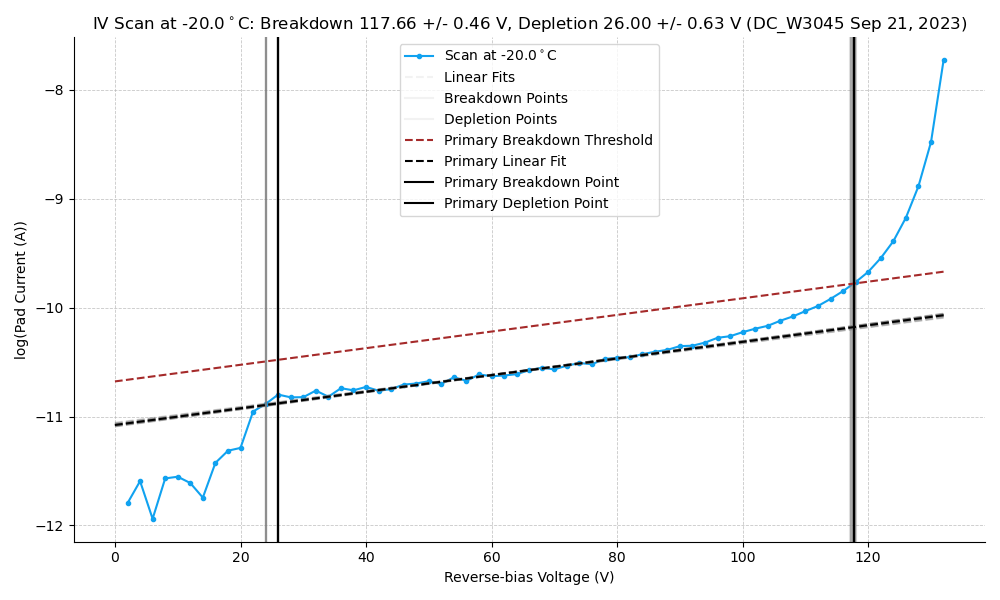 IV Scan at -20.0°C: Breakdown 117.66 +/- 0.46 V, Depletion 26.00 +/- 0.63 V (DC_W3045 Sep 21, 2023)
Scan at -20.0°C
Linear Fits
Breakdown Points
Depletion Points
Primary Breakdown Threshold
Primary Linear Fit
Primary Breakdown Point
Primary Depletion Point
log(Pad Current (A))
−8
−9
−10
−11
−12
0 20 40 60 80 100 120
Reverse-bias Voltage (V)